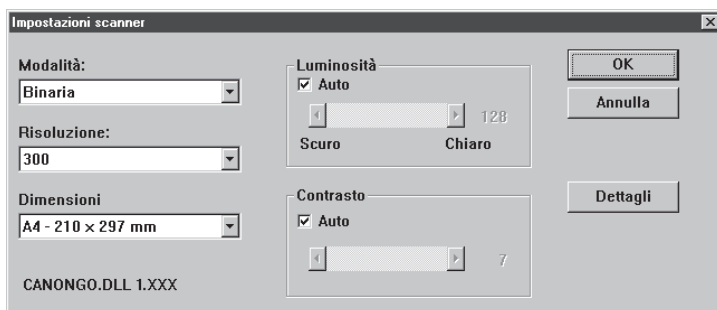 Impostazioni scanner
Modalità:
Binaria
Risoluzione:
300
Dimensioni
A4 - 210 × 297 mm
CANONGO.DLL 1.XXX
Luminosità
Auto
128
Scuro Chiaro
Contrasto
Auto
7
OK
Annulla
Dettagli